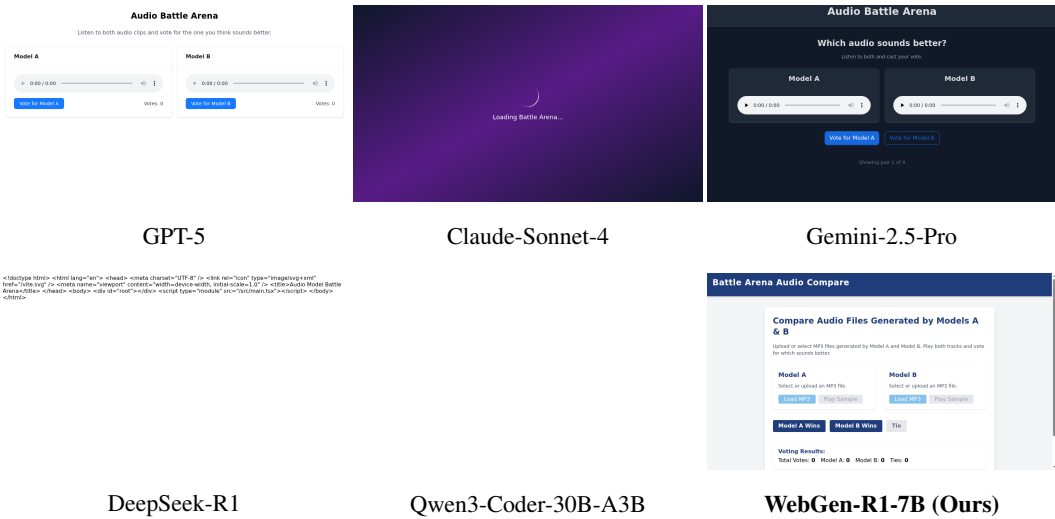 Audio Battle Arena
Listen to both audio clips and vote for the one you think sounds better.
Model A
0:00 / 0:00
Vote for Model A
Votes: 0
Model B
0:00 / 0:00
Vote for Model B
Votes: 0
GPT-5
Loading Battle Arena...
Claude-Sonnet-4
Audio Battle Arena
Which audio sounds better?
Listen to both and cast your vote.
Model A
0:00 / 0:00
Model B
0:00 / 0:00
Vote for Model A
Vote for Model B
Showing pair 1 of 4
Gemini-2.5-Pro
<!doctype html> <html lang="en"> <head> <meta charset="UTF-8" /> <link rel="icon" type="image/svg+xml"
href="/vite.svg" /> <meta name="viewport" content="width=device-width, initial-scale=1.0" /> <title>Audio Model Battle
Arena</title> </head> <body> <div id="root"></div> <script type="module" src="/src/main.tsx"></script> </body>
</html>
DeepSeek-R1
Qwen3-Coder-30B-A3B
Battle Arena Audio Compare
Compare Audio Files Generated by Models A
& B
Upload or select MP3 files generated by Model A and Model B. Play both tracks and vote
for which sounds better.
Model A
Select or upload an MP3 file.
Load MP3
Play Sample
Model B
Select or upload an MP3 file.
Load MP3
Play Sample
Model A Wins
Model B Wins
Tie
Voting Results:
Total Votes: 0 Model A: 0 Model B: 0 Ties: 0
WebGen-R1-7B (Ours)